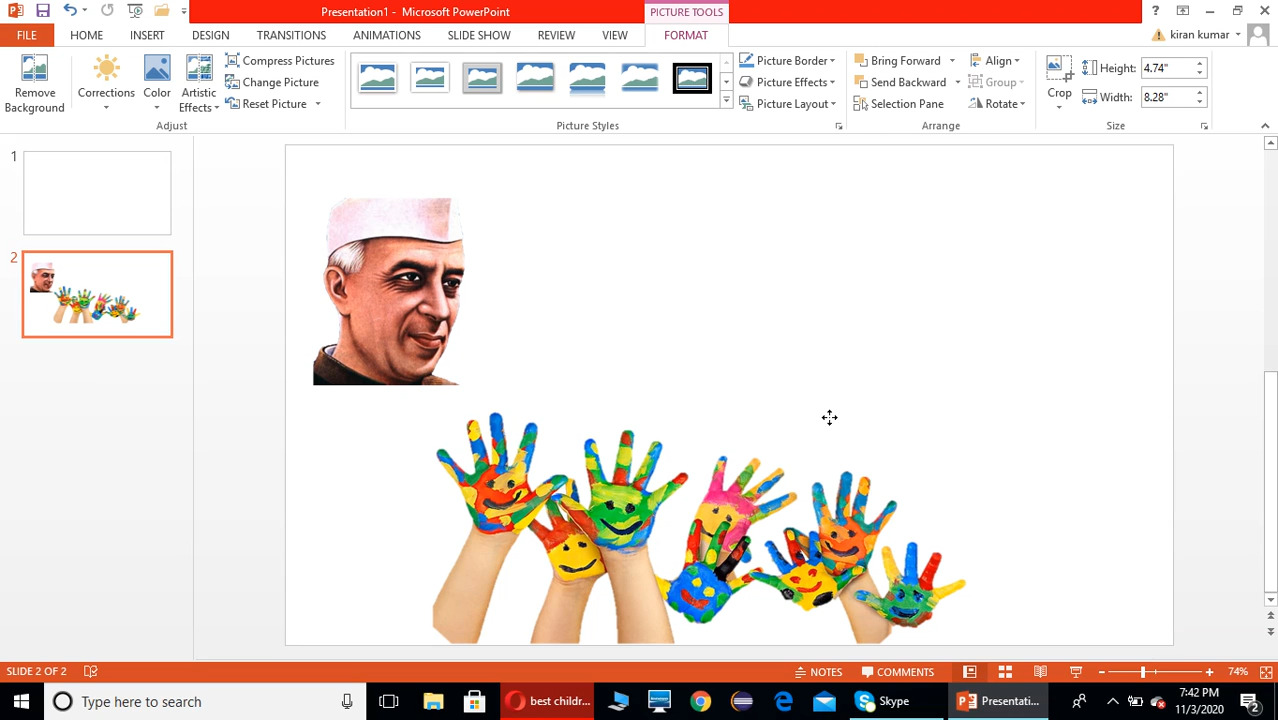 Presentation1 - Microsoft PowerPoint
PICTURE TOOLS
?
FILE
HOME
INSERT
DESIGN
TRANSITIONS
ANIMATIONS
SLIDE SHOW
REVIEW
VIEW
FORMAT
kiran kumar
Remove Background
Corrections
Color
Artistic Effects
Compress Pictures
Change Picture
Reset Picture
Adjust
Picture Styles
Picture Border
Picture Effects
Picture Layout
Bring Forward
Send Backward
Selection Pane
Align
Group
Rotate
Arrange
Crop
Height: 4.74"
Width: 8.28"
Size
1
2
SLIDE 2 OF 2
NOTES
COMMENTS
74%
Type here to search
best childr...
Skype
Presentati...
7:42 PM
11/3/2020
2